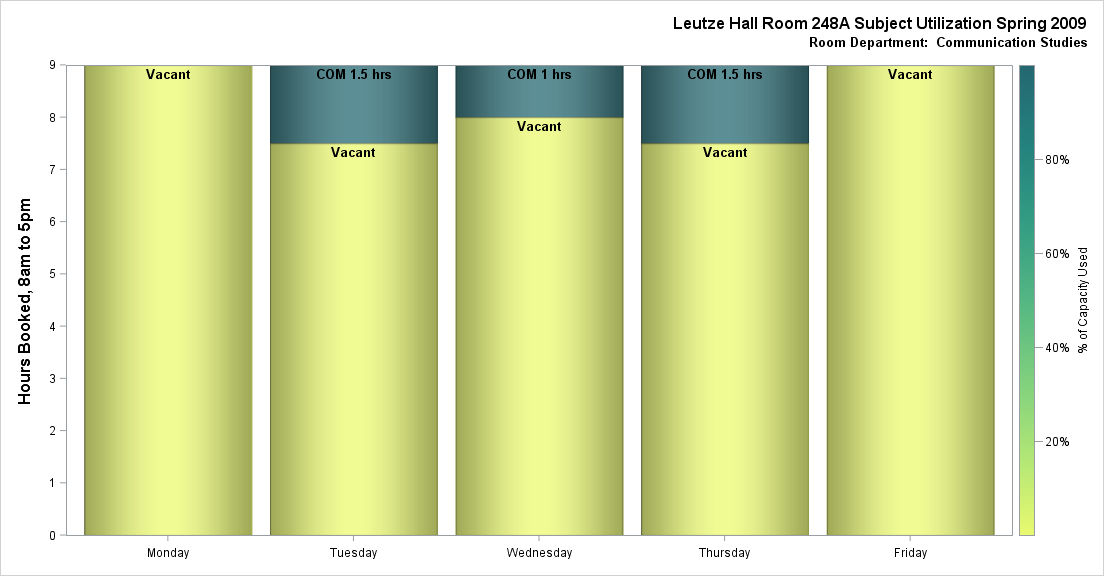 Leutze Hall Room 248A Subject Utilization Spring 2009
Room Department:  Communication Studies
Hours Booked, 8am to 5pm
9
8
7
6
5
4
3
2
1
0
Vacant
COM 1.5 hrs
Vacant
COM 1 hrs
Vacant
COM 1.5 hrs
Vacant
Vacant
Monday
Tuesday
Wednesday
Thursday
Friday
80%
60%
40%
20%
% of Capacity Used